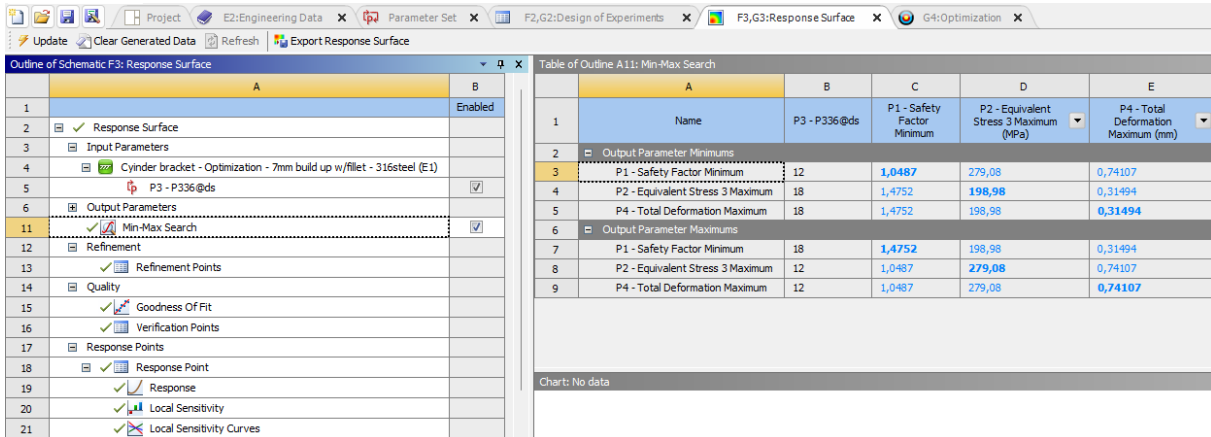 Project E2:Engineering Data Parameter Set F2,G2:Design of Experiments F3,G3:Response Surface G4:Optimization
Update Clear Generated Data Refresh Export Response Surface
Outline of Schematic F3: Response Surface
A B
1 Enabled
2 Response Surface
3 Input Parameters
4 Cyinder bracket - Optimization - 7mm build up w/fillet - 316steel (E1)
5 P3 - P336@ds
6 Output Parameters
11 Min-Max Search
12 Refinement
13 Refinement Points
14 Quality
15 Goodness Of Fit
16 Verification Points
17 Response Points
18 Response Point
19 Response
20 Local Sensitivity
21 Local Sensitivity Curves
Table of Outline A11: Min-Max Search
A B C D E
1 Name P3 - P336@ds P1 - Safety Factor Minimum P2 - Equivalent Stress 3 Maximum (MPa) P4 - Total Deformation Maximum (mm)
2 Output Parameter Minimums
3 P1 - Safety Factor Minimum 12 1,0487 279,08 0,74107
4 P2 - Equivalent Stress 3 Maximum 18 1,4752 198,98 0,31494
5 P4 - Total Deformation Maximum 18 1,4752 198,98 0,31494
6 Output Parameter Maximums
7 P1 - Safety Factor Minimum 18 1,4752 198,98 0,31494
8 P2 - Equivalent Stress 3 Maximum 12 1,0487 279,08 0,74107
9 P4 - Total Deformation Maximum 12 1,0487 279,08 0,74107
Chart: No data